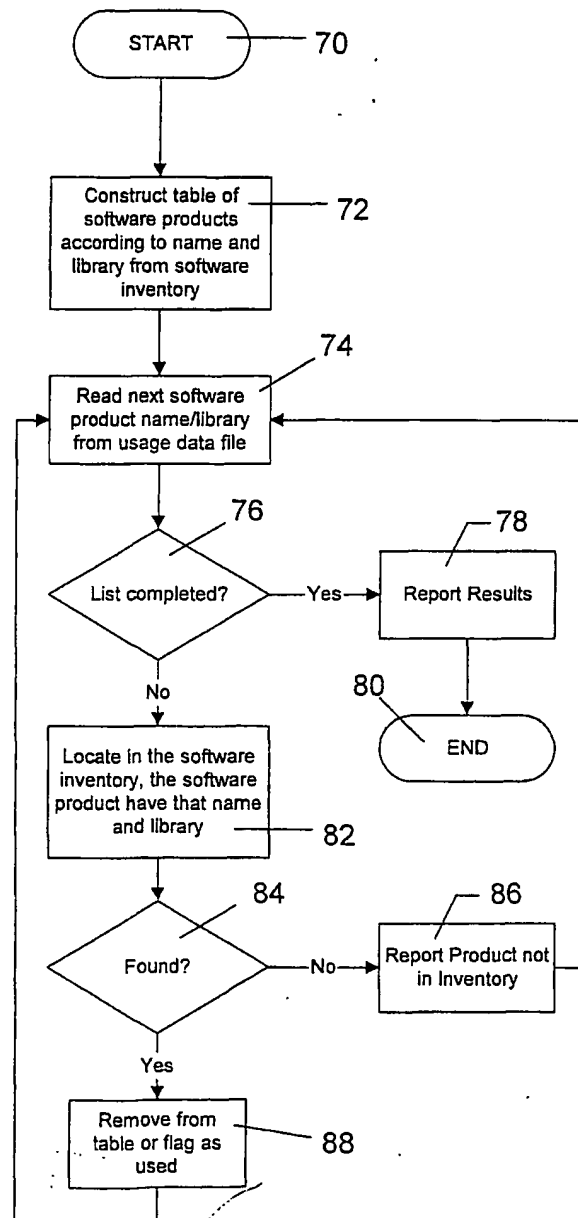 START
70
Construct table of
software products
according to name and
library from software
inventory
72
74
Read next software
product name/library
from usage data file
76
List completed?
Yes
78
Report Results
No
80
END
Locate in the software
inventory, the software
product have that name
and library
82
84
Found?
No
86
Report Product not
in Inventory
Yes
Remove from
table or flag as
used
88